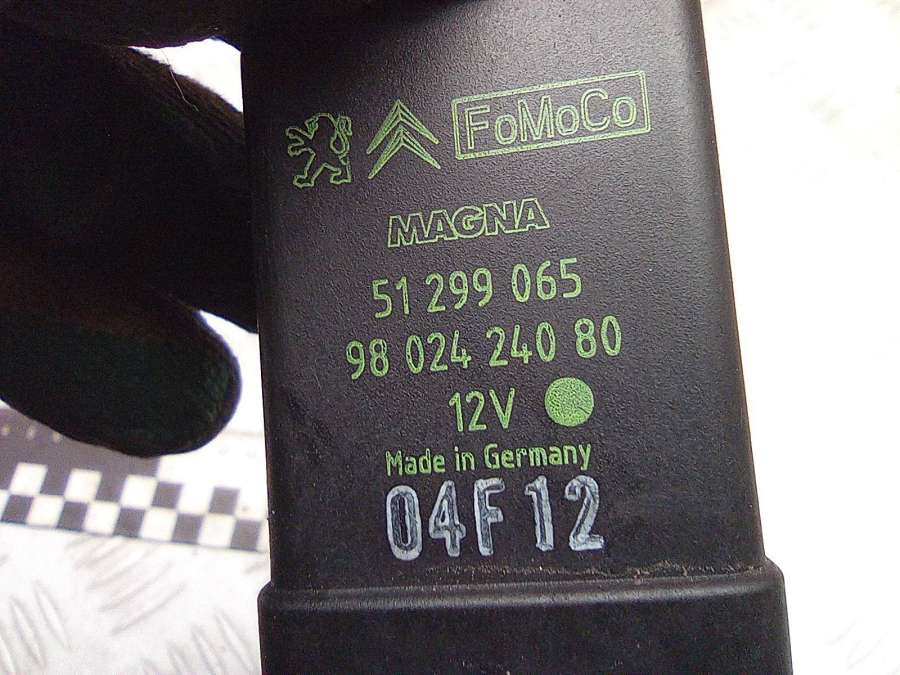 FoMoCo
MAGNA
51 299 065
98 024 240 80
12V
Made in Germany
04F12